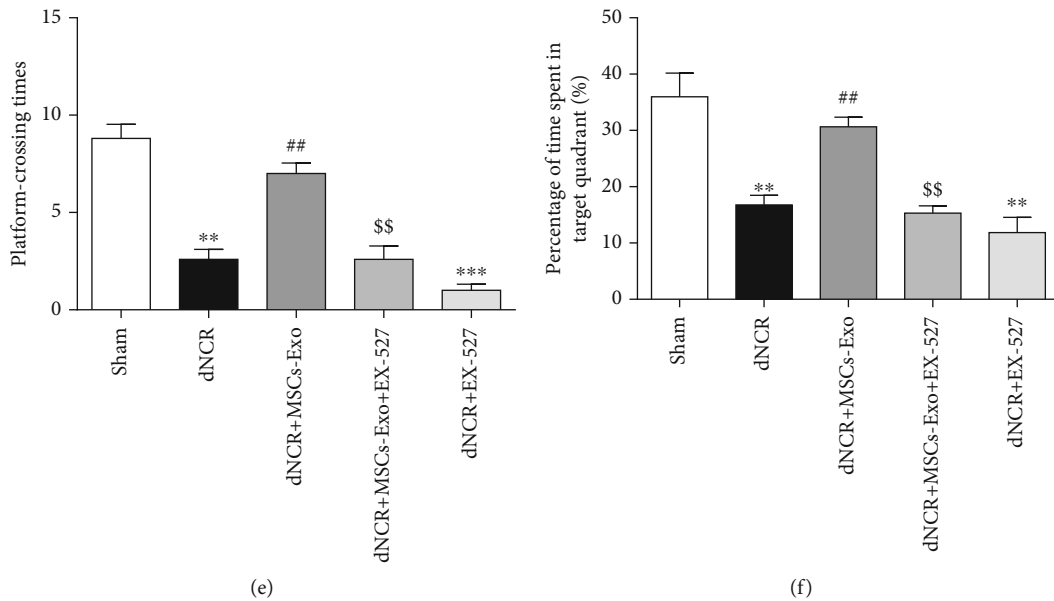 15
10
5
0
Platform-crossing times
**
##
$$
***
Sham
dNCR
dNCR+MSCs-Exo
dNCR+MSCs-Exo+EX-527
dNCR+EX-527
(e)
50
40
30
20
10
0
Percentage of time spent in
target quadrant (%)
**
##
$$
**
Sham
dNCR
dNCR+MSCs-Exo
dNCR+MSCs-Exo+EX-527
dNCR+EX-527
(f)